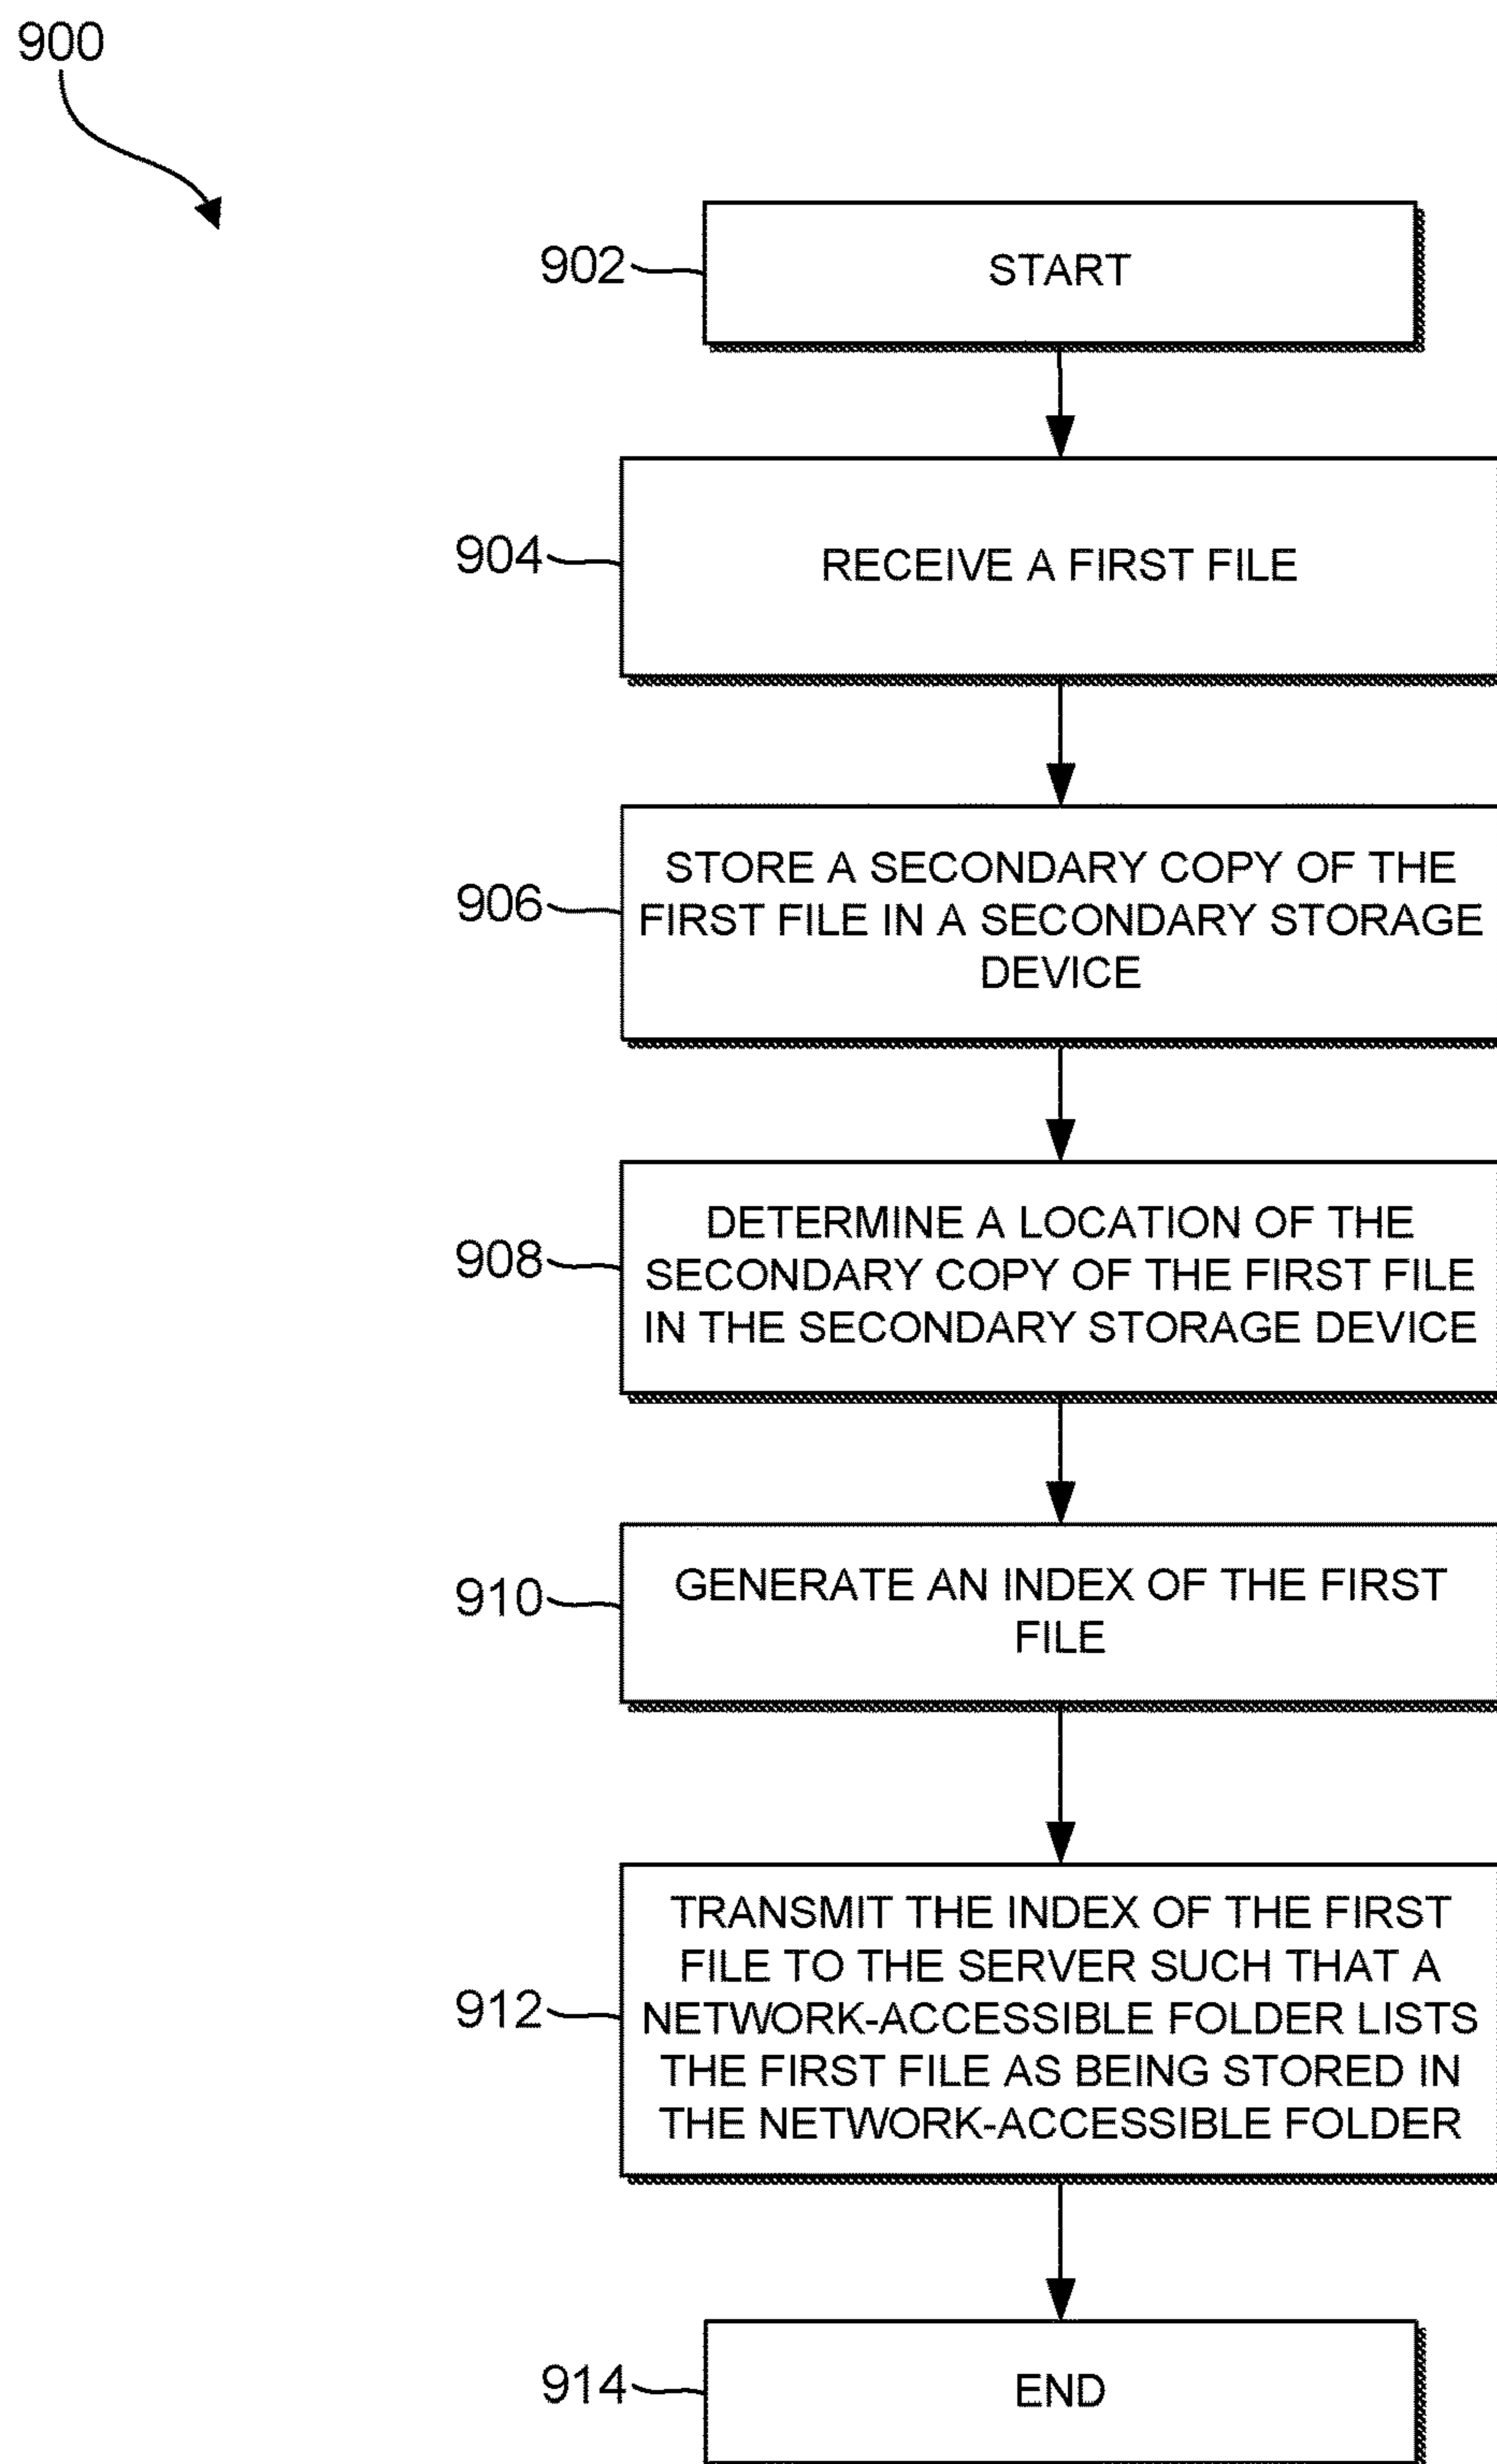 900
902
START
904
RECEIVE A FIRST FILE
906
STORE A SECONDARY COPY OF THE
FIRST FILE IN A SECONDARY STORAGE
DEVICE
908
DETERMINE A LOCATION OF THE
SECONDARY COPY OF THE FIRST FILE
IN THE SECONDARY STORAGE DEVICE
910
GENERATE AN INDEX OF THE FIRST
FILE
912
TRANSMIT THE INDEX OF THE FIRST
FILE TO THE SERVER SUCH THAT A
NETWORK-ACCESSIBLE FOLDER LISTS
THE FIRST FILE AS BEING STORED IN
THE NETWORK-ACCESSIBLE FOLDER
914
END